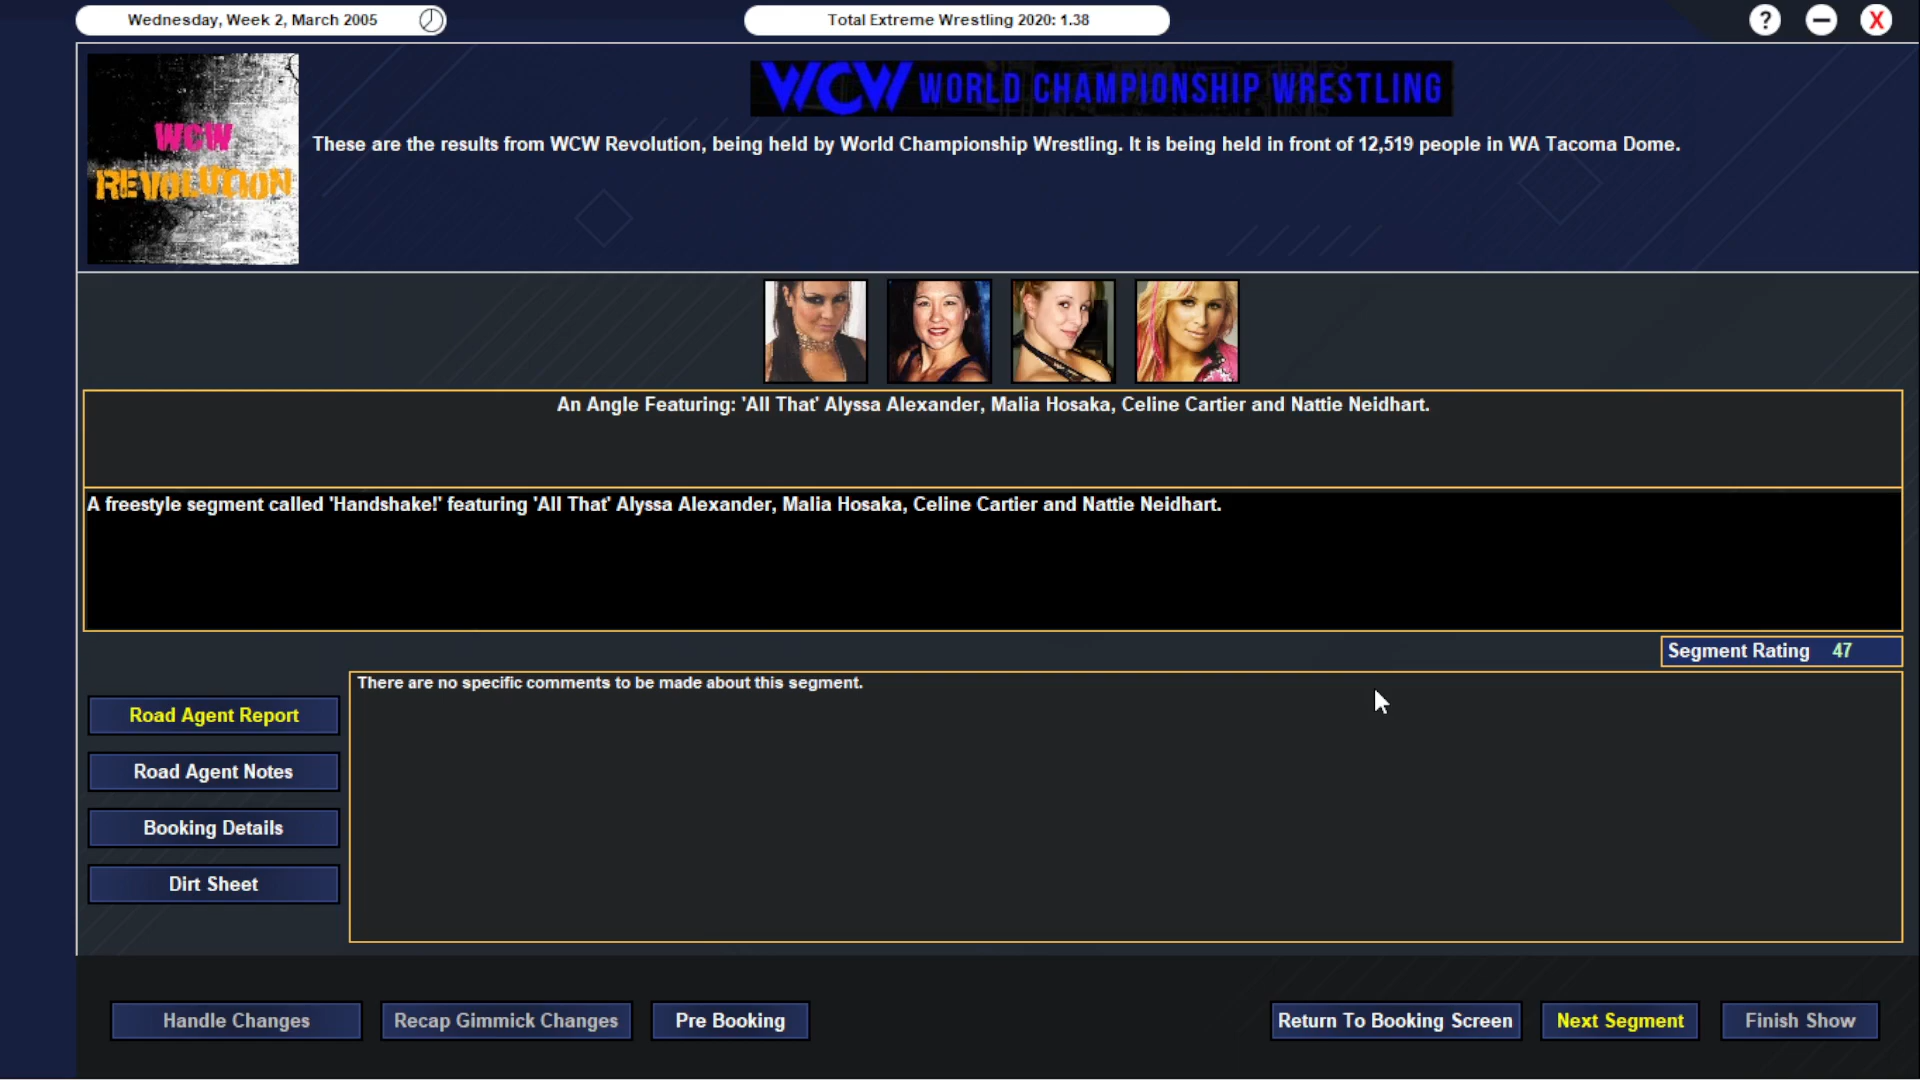 Wednesday, Week 2, March 2005
Total Extreme Wrestling 2020: 1.38
?
X
WCW WORLD CHAMPIONSHIP WRESTLING
WCW
REVOLUTION
These are the results from WCW Revolution, being held by World Championship Wrestling. It is being held in front of 12,519 people in WA Tacoma Dome.
An Angle Featuring: 'All That' Alyssa Alexander, Malia Hosaka, Celine Cartier and Nattie Neidhart.
A freestyle segment called 'Handshake!' featuring 'All That' Alyssa Alexander, Malia Hosaka, Celine Cartier and Nattie Neidhart.
Segment Rating 47
There are no specific comments to be made about this segment.
Road Agent Report
Road Agent Notes
Booking Details
Dirt Sheet
Handle Changes
Recap Gimmick Changes
Pre Booking
Return To Booking Screen
Next Segment
Finish Show